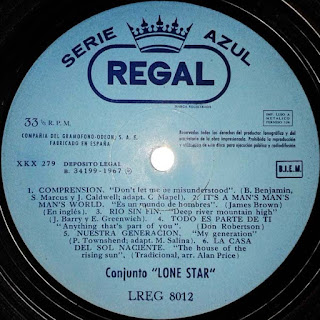 SERIE AZUL
REGAL
33⅓ R. P. M.
COMPAÑIA DEL GRAMOFONO-ODEON, S. A. E.
FABRICADO EN ESPAÑA
Reservados todos los derechos del productor fonográfico y del
propietario de la obra impresionada. Prohibida la reproducción
y utilización de este disco para ejecución pública y radiodifusión
XKX 279
DEPOSITO LEGAL
B. 34199-1967
B.I.E.M.
1. COMPRENSION. "Don't let me be misunderstood". (B. Benjamin,
S. Marcus y J. Caldwell; adapt. C. Mapel). 2. IT'S A MAN'S MAN'S
MAN'S WORLD. "Es un mundo de hombres". (James Brown)
(En inglés). 3. RIO SIN FIN. "Deep river mountain high"
(J. Barry y E. Greenwich). 4. TODO ES PARTE DE TI
"Anything that's part of you". (Don Robertson)
5. NUESTRA GENERACION. "My generation"
(P. Townshend; adapt. M. Salina). 6. LA CASA
DEL SOL NACIENTE. "The house of the
rising sun". (Tradicional, arr. Alan Price)
Conjunto "LONE STAR"
LREG 8012